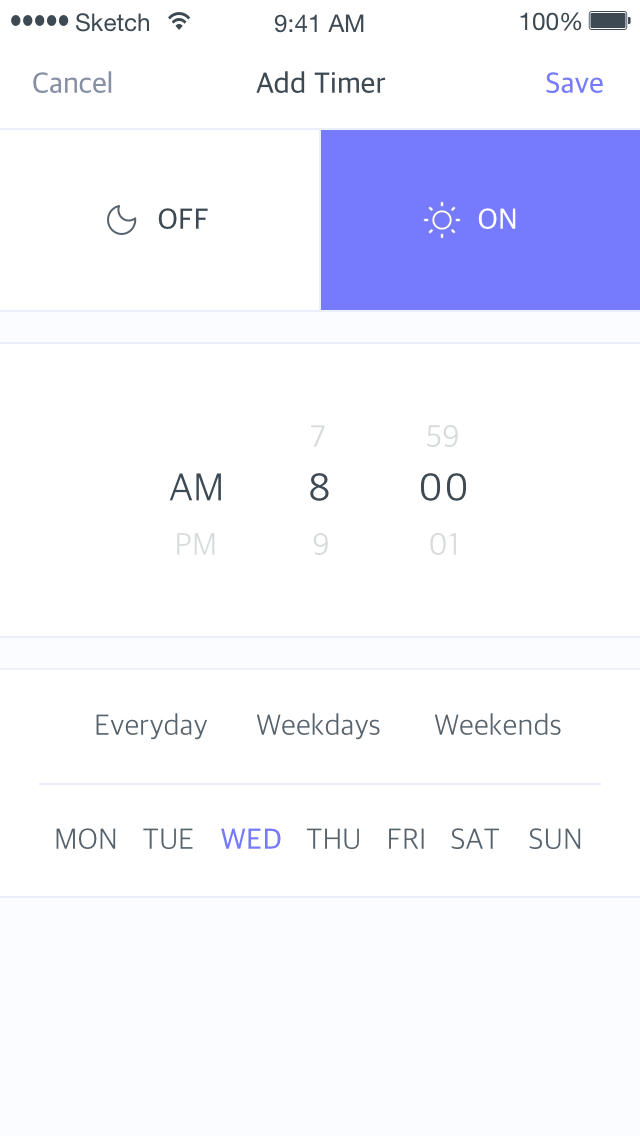 Sketch 9:41 AM 100%
Cancel Add Timer Save
OFF ON
7 59
AM 8 00
PM 9 01
Everyday Weekdays Weekends
MON TUE WED THU FRI SAT SUN